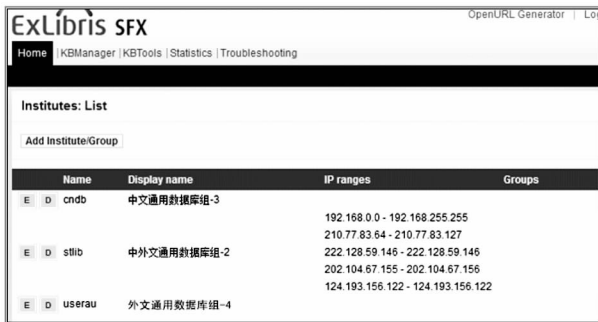 ExLibris SFX
OpenURL Generator |
Home | KBManager | KBTools | Statistics | Troubleshooting
Institutes: List
Add Institute/Group
Name Display name IP ranges Groups
E D cndb 中文通用数据库组-3
192.168.0.0 - 192.168.255.255
210.77.83.64 - 210.77.83.127
E D stlib 中外文通用数据库组-2 222.128.59.146 - 222.128.59.146
202.104.67.155 - 202.104.67.156
124.193.156.122 - 124.193.156.122
E D userau 外文通用数据库组-4